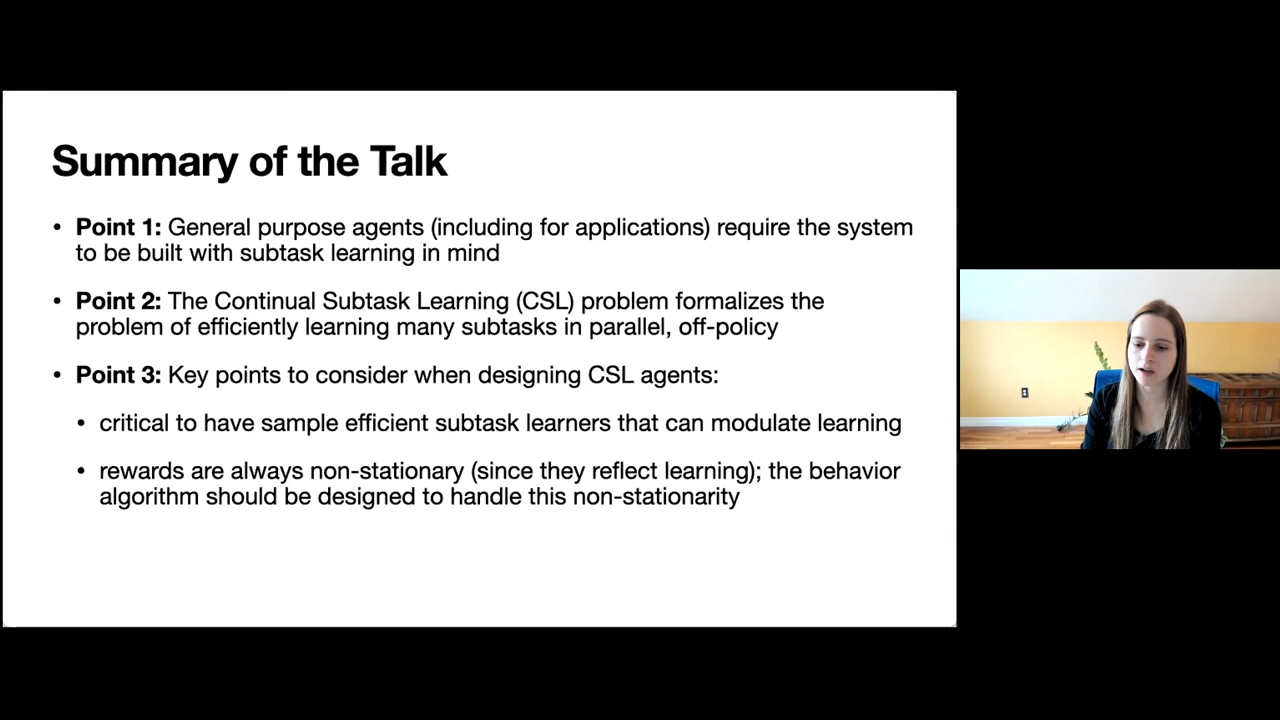 Summary of the Talk
• Point 1: General purpose agents (including for applications) require the system
to be built with subtask learning in mind
• Point 2: The Continual Subtask Learning (CSL) problem formalizes the
problem of efficiently learning many subtasks in parallel, off-policy
• Point 3: Key points to consider when designing CSL agents:
• critical to have sample efficient subtask learners that can modulate learning
• rewards are always non-stationary (since they reflect learning); the behavior
algorithm should be designed to handle this non-stationarity